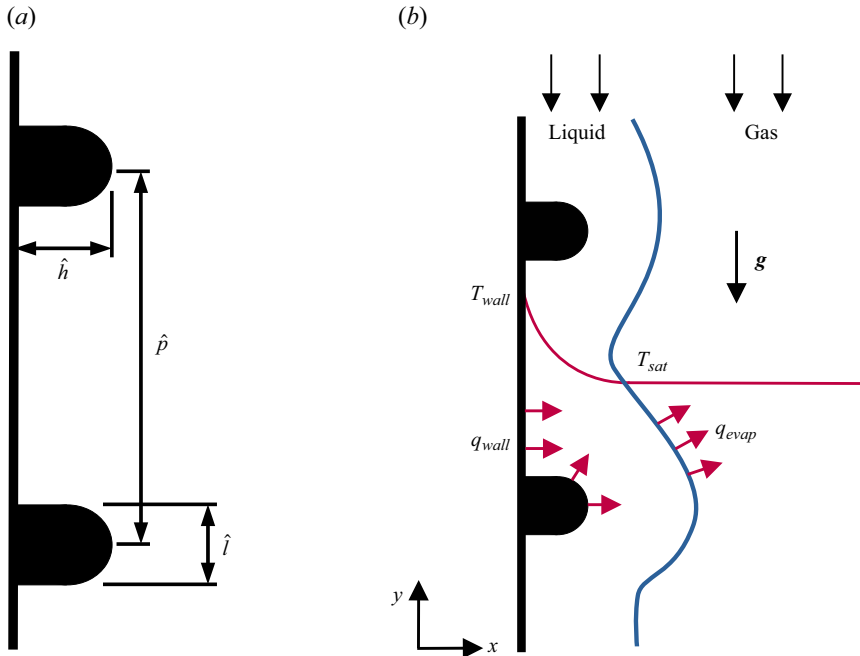 (a)
ĥ
p̂
l̂
(b)
Liquid Gas
g
T_wall
T_sat
q_wall
q_evap
y
x